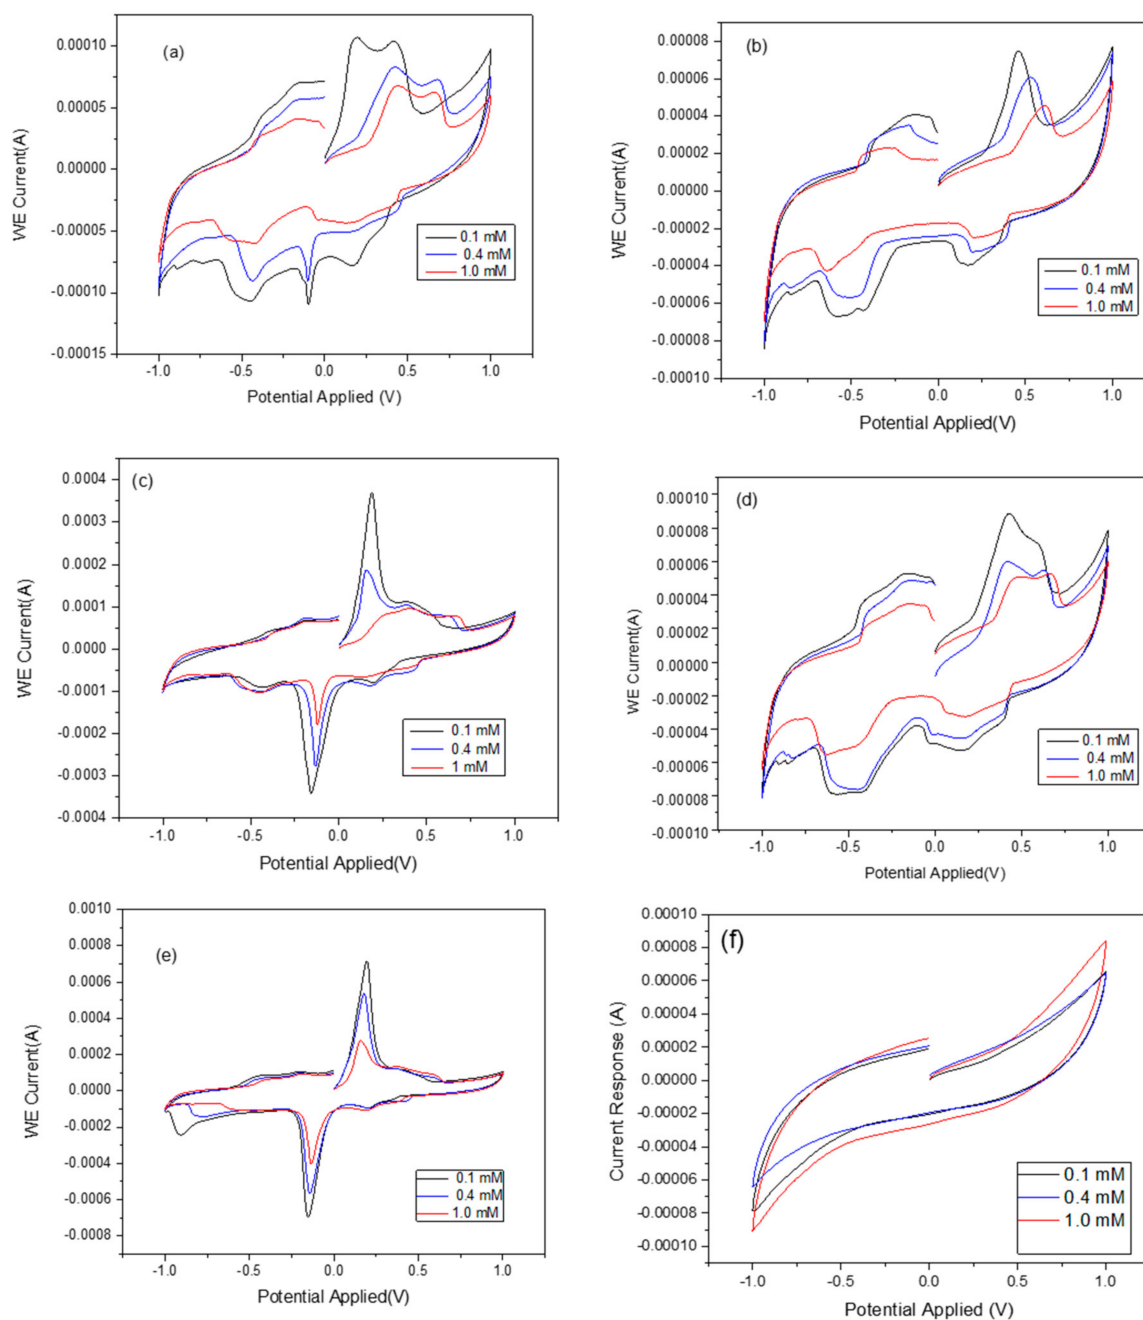 (a)
WE Current(A)
0.00010
0.00005
0.00000
-0.00005
-0.00010
-0.00015
-1.0 -0.5 0.0 0.5 1.0
Potential Applied (V)
0.1 mM
0.4 mM
1.0 mM
(b)
WE Current(A)
0.00008
0.00006
0.00004
0.00002
0.00000
-0.00002
-0.00004
-0.00006
-0.00008
-0.00010
-1.0 -0.5 0.0 0.5 1.0
Potential Applied(V)
0.1 mM
0.4 mM
1.0 mM
(c)
WE Current(A)
0.0004
0.0003
0.0002
0.0001
0.0000
-0.0001
-0.0002
-0.0003
-0.0004
-1.0 -0.5 0.0 0.5 1.0
Potential Applied(V)
0.1 mM
0.4 mM
1 mM
(d)
WE Current(A)
0.00010
0.00008
0.00006
0.00004
0.00002
0.00000
-0.00002
-0.00004
-0.00006
-0.00008
-0.00010
-1.0 -0.5 0.0 0.5 1.0
Potential Applied(V)
0.1 mM
0.4 mM
1.0 mM
(e)
WE Current(A)
0.0010
0.0008
0.0006
0.0004
0.0002
0.0000
-0.0002
-0.0004
-0.0006
-0.0008
-1.0 -0.5 0.0 0.5 1.0
Potential Applied(V)
0.1 mM
0.4 mM
1.0 mM
(f)
Current Response (A)
0.00010
0.00008
0.00006
0.00004
0.00002
0.00000
-0.00002
-0.00004
-0.00006
-0.00008
-0.00010
-1.0 -0.5 0.0 0.5 1.0
Potential Applied (V)
0.1 mM
0.4 mM
1.0 mM